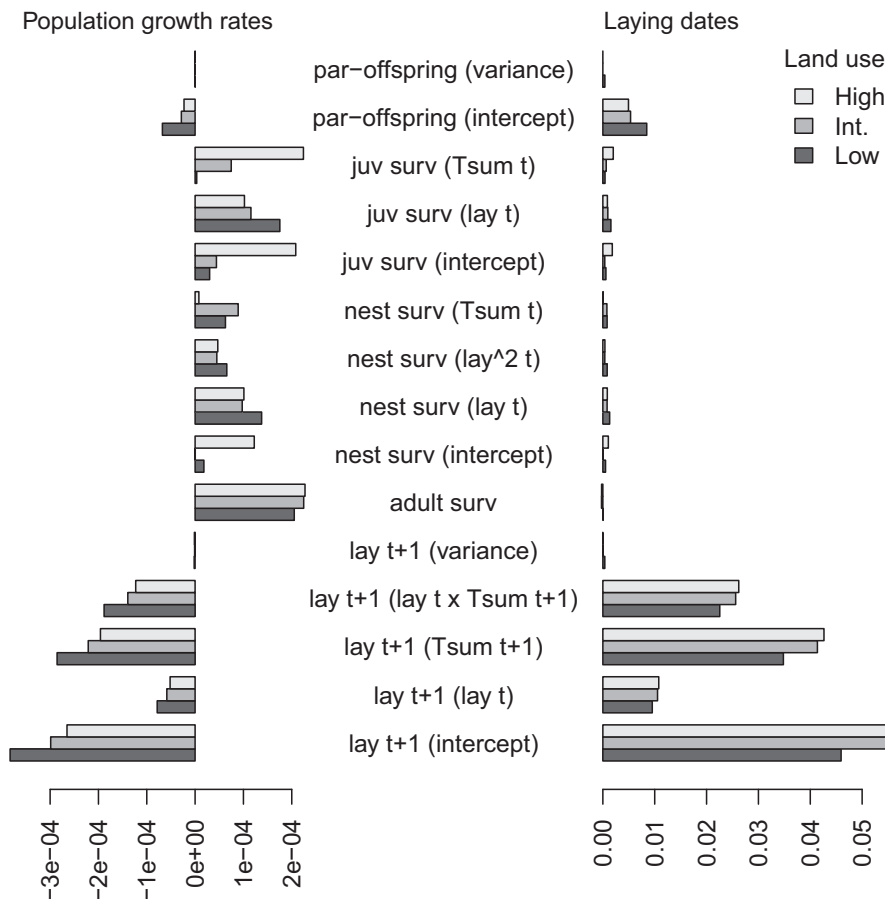 Population growth rates
Laying dates
Land use
High
Int.
Low
par−offspring (variance)
par−offspring (intercept)
juv surv (Tsum t)
juv surv (lay t)
juv surv (intercept)
nest surv (Tsum t)
nest surv (lay^2 t)
nest surv (lay t)
nest surv (intercept)
adult surv
lay t+1 (variance)
lay t+1 (lay t x Tsum t+1)
lay t+1 (Tsum t+1)
lay t+1 (lay t)
lay t+1 (intercept)
−3e−04
−2e−04
−1e−04
0e+00
1e−04
2e−04
0.00
0.01
0.02
0.03
0.04
0.05